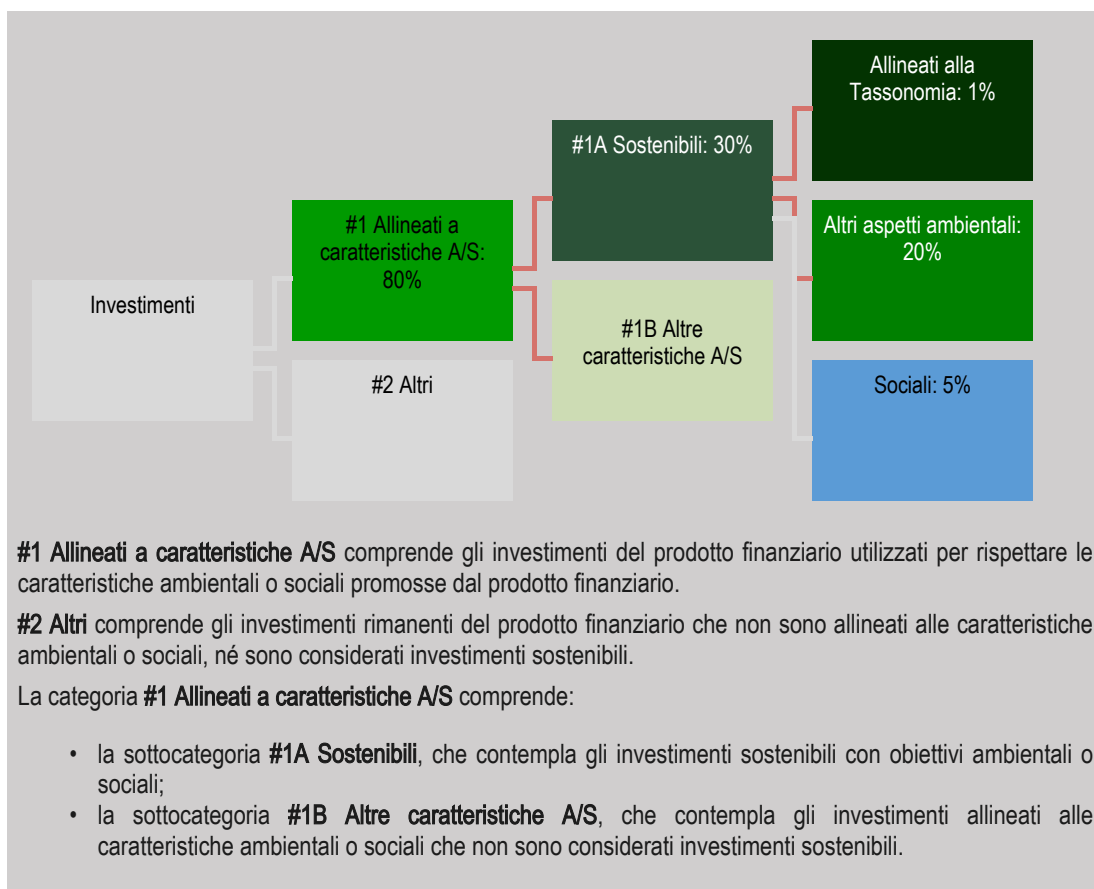 Allineati alla
Tassonomia: 1%
#1A Sostenibili: 30%
#1 Allineati a
caratteristiche A/S:
80%
Altri aspetti ambientali:
20%
Investimenti
#1B Altre
caratteristiche A/S
#2 Altri
Sociali: 5%
#1 Allineati a caratteristiche A/S comprende gli investimenti del prodotto finanziario utilizzati per rispettare le
caratteristiche ambientali o sociali promosse dal prodotto finanziario.
#2 Altri comprende gli investimenti rimanenti del prodotto finanziario che non sono allineati alle caratteristiche
ambientali o sociali, né sono considerati investimenti sostenibili.
La categoria #1 Allineati a caratteristiche A/S comprende:
• la sottocategoria #1A Sostenibili, che contempla gli investimenti sostenibili con obiettivi ambientali o
sociali;
• la sottocategoria #1B Altre caratteristiche A/S, che contempla gli investimenti allineati alle
caratteristiche ambientali o sociali che non sono considerati investimenti sostenibili.